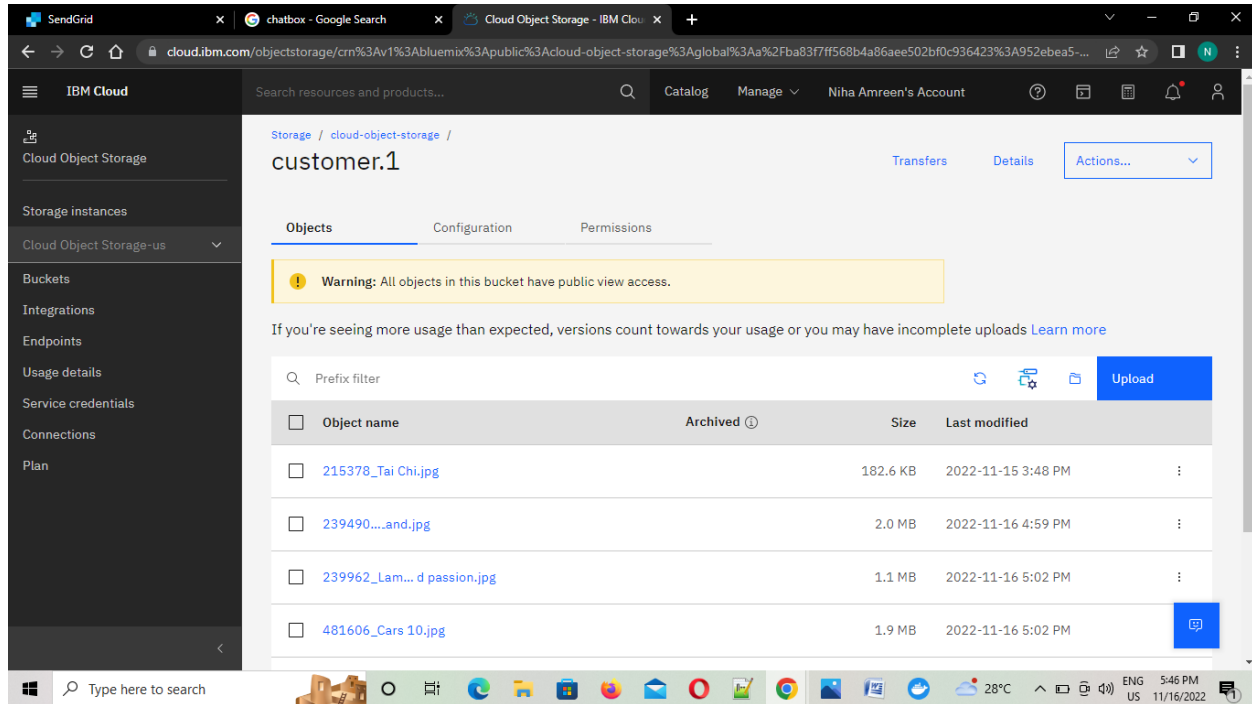 SendGrid
chatbox - Google Search
Cloud Object Storage - IBM Clou
cloud.ibm.com/objectstorage/crn%3Av1%3Abluemix%3Apublic%3Acloud-object-storage%3Aglobal%3Aa%2Fba83f7ff568b4a86aee502bf0c936423%3A952ebea5-...
N
IBM Cloud
Search resources and products...
Catalog
Manage
Niha Amreen's Account
Cloud Object Storage
Storage instances
Cloud Object Storage-us
Buckets
Integrations
Endpoints
Usage details
Service credentials
Connections
Plan
Storage / cloud-object-storage /
customer.1
Transfers
Details
Actions...
Objects
Configuration
Permissions
Warning: All objects in this bucket have public view access.
If you're seeing more usage than expected, versions count towards your usage or you may have incomplete uploads Learn more
Prefix filter
Upload
Object name Archived Size Last modified
215378_Tai Chi.jpg 182.6 KB 2022-11-15 3:48 PM
239490....and.jpg 2.0 MB 2022-11-16 4:59 PM
239962_Lam... d passion.jpg 1.1 MB 2022-11-16 5:02 PM
481606_Cars 10.jpg 1.9 MB 2022-11-16 5:02 PM
Type here to search
28°C
ENG
US
5:46 PM
11/16/2022